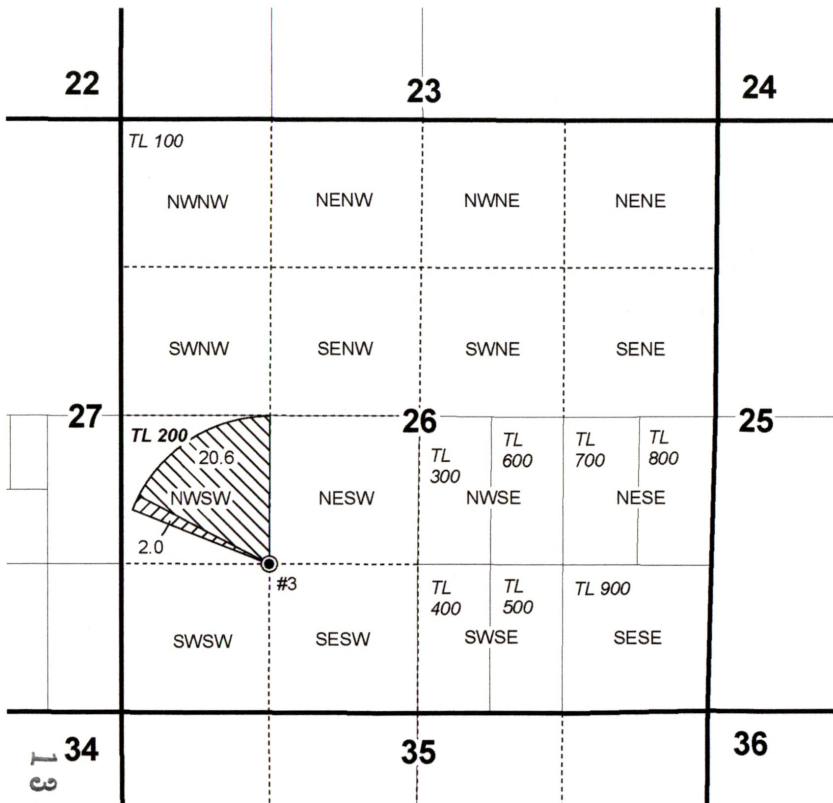 22
23
24
TL 100
NWNW
NENW
NWNE
NENE
SWNW
SENW
SWNE
SENE
27
26
25
TL 200
20.6
NWSW
2.0
NESW
TL
300
TL
600
NWSE
TL
700
TL
800
NESE
#3
SWSW
SESW
TL
400
TL
500
SWSE
TL 900
SESE
34
35
36
13